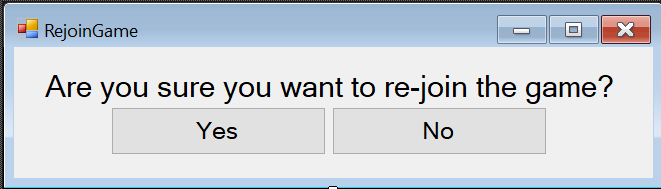 RejoinGame
Are you sure you want to re-join the game?
Yes No